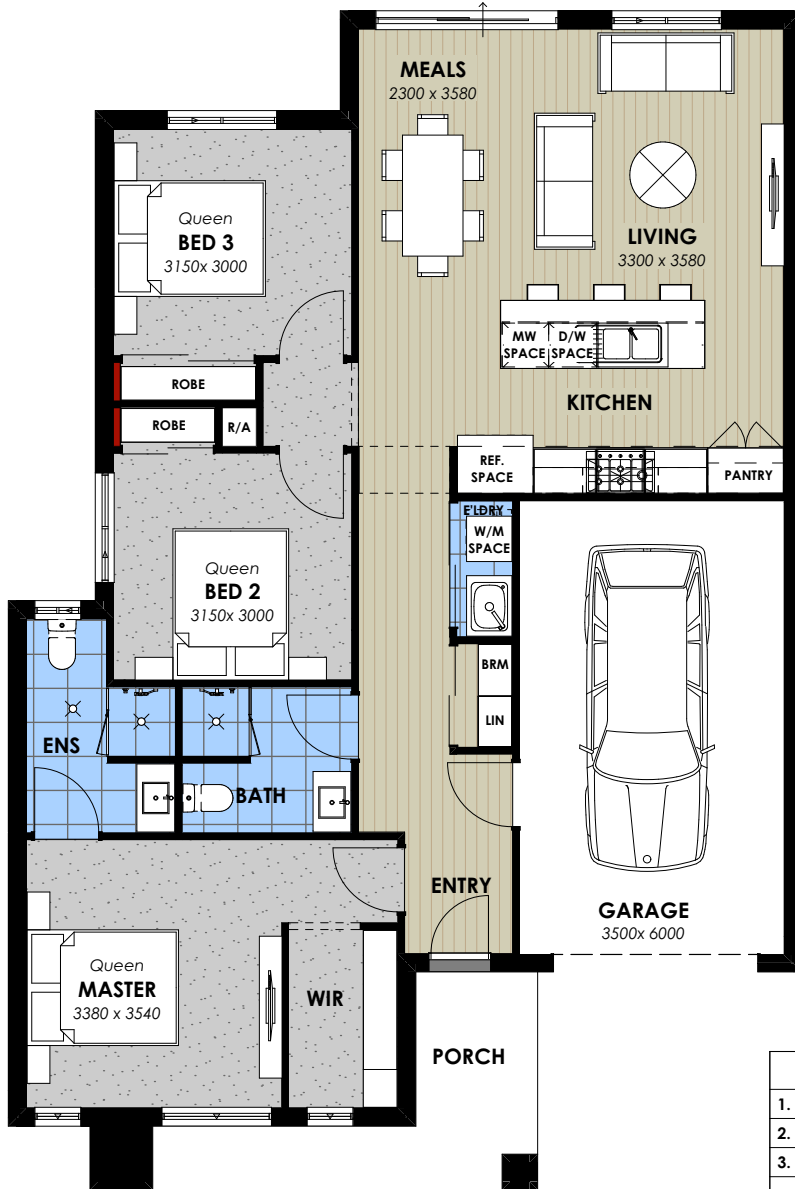 MEALS
2300 x 3580
Queen
BED 3
3150x 3000
LIVING
3300 x 3580
MW
SPACE
D/W
SPACE
ROBE
KITCHEN
ROBE
R/A
REF.
SPACE
PANTRY
E'LDRY
W/M
SPACE
Queen
BED 2
3150x 3000
BRM
LIN
ENS
BATH
ENTRY
GARAGE
3500x 6000
Queen
MASTER
3380 x 3540
WIR
PORCH
1.
2.
3.